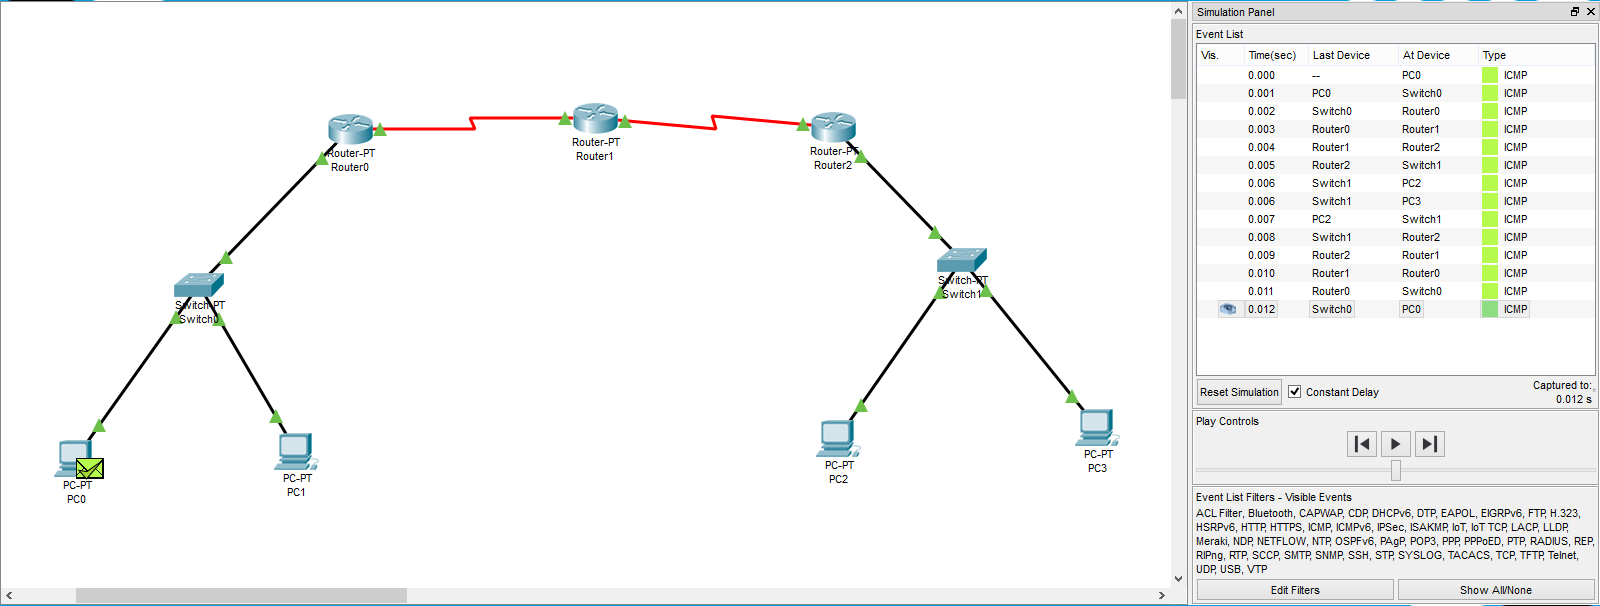 Router-PT
Router0
Router-PT
Router1
Router-PT
Router2
Switch-PT
Switch0
Switch-PT
Switch1
PC-PT
PC0
PC-PT
PC1
PC-PT
PC2
PC-PT
PC3
Simulation Panel
Event List
Vis. Time(sec) Last Device At Device Type
0.000 -- PC0 ICMP
0.001 PC0 Switch0 ICMP
0.002 Switch0 Router0 ICMP
0.003 Router0 Router1 ICMP
0.004 Router1 Router2 ICMP
0.005 Router2 Switch1 ICMP
0.006 Switch1 PC2 ICMP
0.006 Switch1 PC3 ICMP
0.007 PC2 Switch1 ICMP
0.008 Switch1 Router2 ICMP
0.009 Router2 Router1 ICMP
0.010 Router1 Router0 ICMP
0.011 Router0 Switch0 ICMP
0.012 Switch0 PC0 ICMP
Reset Simulation Constant Delay Captured to:
0.012 s
Play Controls
Event List Filters - Visible Events
ACL Filter, Bluetooth, CAPWAP, CDP, DHCPv6, DTP, EAPOL, EIGRPv6, FTP, H.323,
HSRPv6, HTTP, HTTPS, ICMP, ICMPv6, IPSec, ISAKMP, IoT, IoT TCP, LACP, LLDP,
Meraki, NDP, NETFLOW, NTP, OSPFv6, PAgP, POP3, PPP, PPPoED, PTP, RADIUS, REP,
RIPng, RTP, SCCP, SMTP, SNMP, SSH, STP, SYSLOG, TACACS, TCP, TFTP, Telnet,
UDP, USB, VTP
Edit Filters Show All/None